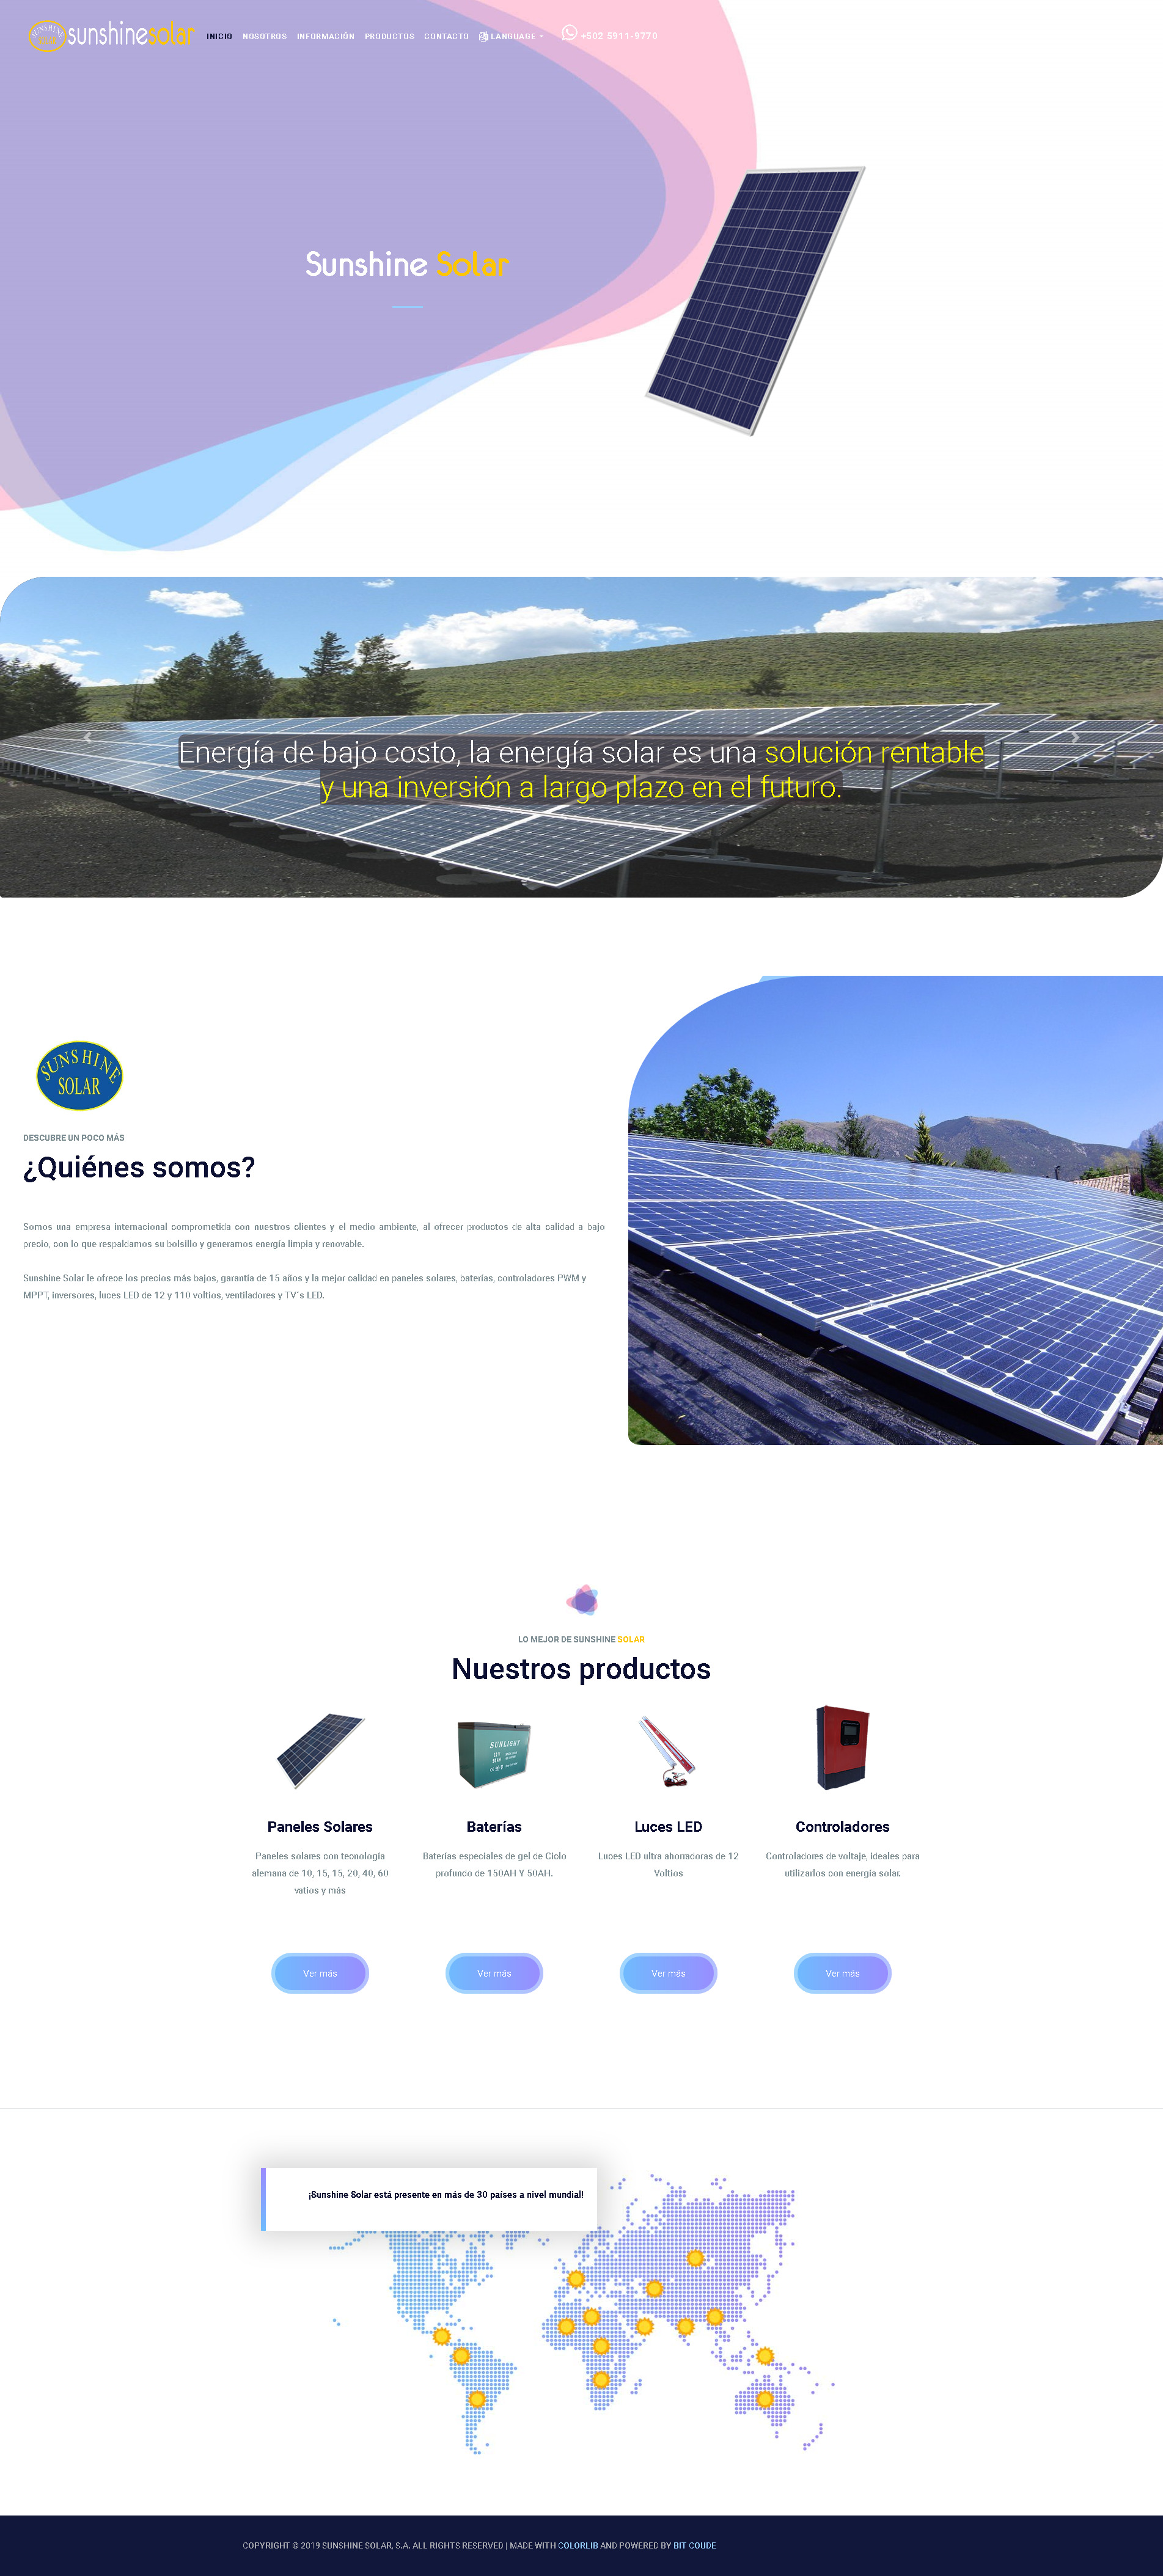 SUNSHINE
SOLAR
sunshinesolar
INICIO NOSOTROS INFORMACIÓN PRODUCTOS CONTACTO LANGUAGE +502 5911-9770
Sunshine Solar
Energía de bajo costo, la energía solar es una solución rentable
y una inversión a largo plazo en el futuro.
SUNSHINE
SOLAR
DESCUBRE UN POCO MÁS
¿Quiénes somos?
Somos una empresa internacional comprometida con nuestros clientes y el medio ambiente, al ofrecer productos de alta calidad a bajo
precio, con lo que respaldamos su bolsillo y generamos energía limpia y renovable.
Sunshine Solar le ofrece los precios más bajos, garantía de 15 años y la mejor calidad en paneles solares, baterías, controladores PWM y
MPPT, inversores, luces LED de 12 y 110 voltios, ventiladores y TV´s LED.
LO MEJOR DE SUNSHINE SOLAR
Nuestros productos
SUNLIGHT
Paneles Solares
Paneles solares con tecnología
alemana de 10, 15, 15, 20, 40, 60
vatios y más
Ver más
Baterías
Baterías especiales de gel de Ciclo
profundo de 150AH Y 50AH.
Ver más
Luces LED
Luces LED ultra ahorradoras de 12
Voltios
Ver más
Controladores
Controladores de voltaje, ideales para
utilizarlos con energía solar.
Ver más
¡Sunshine Solar está presente en más de 30 países a nivel mundial!
COPYRIGHT © 2019 SUNSHINE SOLAR, S.A. ALL RIGHTS RESERVED | MADE WITH COLORLIB AND POWERED BY BIT COUDE